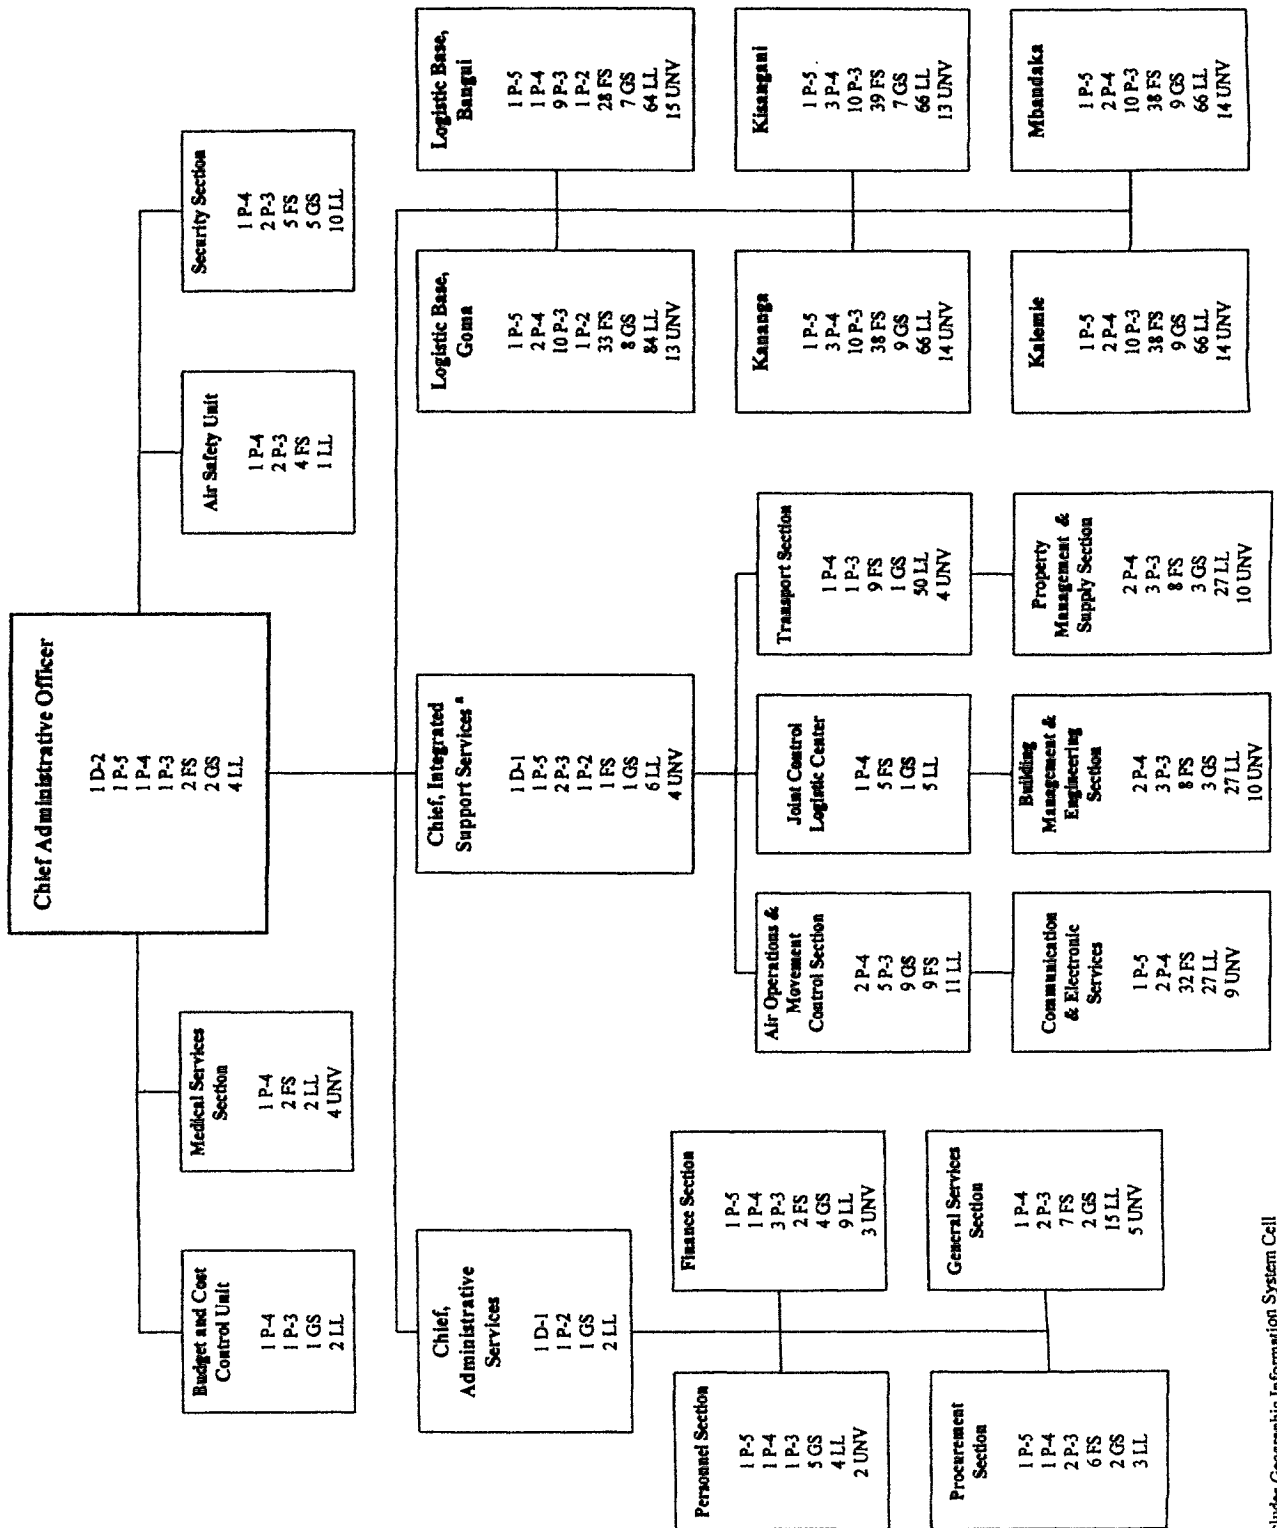 Chief Administrative Officer
1 D-2
1 P-5
1 P-4
1 P-3
2 FS
2 GS
4 LL
Budget and Cost
Control Unit
1 P-4
1 P-3
1 GS
2 LL
Medical Services
Section
1 P-4
2 FS
2 LL
4 UNV
Air Safety Unit
1 P-4
2 P-3
4 FS
1 LL
Security Section
1 P-4
2 P-3
5 FS
5 GS
10 LL
Chief,
Administrative
Services
1 D-1
1 P-2
1 GS
2 LL
Chief, Integrated
Support Services a
1 D-1
1 P-5
2 P-3
1 P-2
1 FS
1 GS
6 LL
4 UNV
Logistic Base,
Goma
1 P-5
2 P-4
10 P-3
1 P-2
33 FS
8 GS
84 LL
13 UNV
Logistic Base,
Bangui
1 P-5
1 P-4
9 P-3
1 P-2
28 FS
7 GS
64 LL
15 UNV
Personnel Section
1 P-5
1 P-4
1 P-3
5 GS
4 LL
2 UNV
Finance Section
1 P-5
1 P-4
3 P-3
2 FS
4 GS
9 LL
3 UNV
Air Operations &
Movement
Control Section
2 P-4
5 P-3
9 GS
9 FS
11 LL
Joint Control
Logistic Center
1 P-4
5 FS
1 GS
5 LL
Transport Section
1 P-4
1 P-3
9 FS
1 GS
50 LL
4 UNV
Kananga
1 P-5
3 P-4
10 P-3
38 FS
9 GS
66 LL
14 UNV
Kisangani
1 P-5
3 P-4
10 P-3
39 FS
7 GS
66 LL
13 UNV
Procurement
Section
1 P-5
1 P-4
2 P-3
6 FS
2 GS
3 LL
General Services
Section
1 P-4
2 P-3
7 FS
2 GS
15 LL
5 UNV
Communication
& Electronic
Services
1 P-5
2 P-4
32 FS
27 LL
9 UNV
Building
Management &
Engineering
Section
2 P-4
3 P-3
8 FS
3 GS
27 LL
10 UNV
Property
Management &
Supply Section
2 P-4
3 P-3
8 FS
3 GS
27 LL
10 UNV
Kalemie
1 P-5
2 P-4
10 P-3
38 FS
9 GS
66 LL
14 UNV
Mbandaka
1 P-5
2 P-4
10 P-3
38 FS
9 GS
66 LL
14 UNV
Geographic Information System Cell